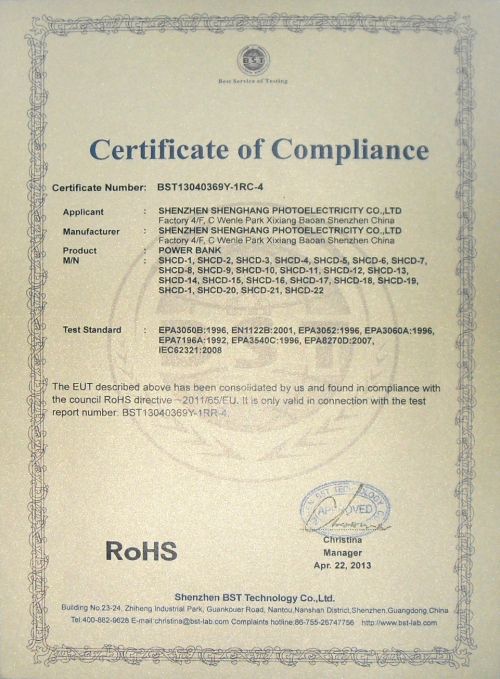 BST
Best Service of Testing
Certificate of Compliance
Certificate Number: BST13040369Y-1RC-4
Applicant : SHENZHEN SHENGHANG PHOTOELECTRICITY CO.,LTD
Factory 4/F, C Wenle Park Xixiang Baoan Shenzhen China
Manufacturer : SHENZHEN SHENGHANG PHOTOELECTRICITY CO.,LTD
Factory 4/F, C Wenle Park Xixiang Baoan Shenzhen China
Product : POWER BANK
M/N : SHCD-1, SHCD-2, SHCD-3, SHCD-4, SHCD-5, SHCD-6, SHCD-7,
SHCD-8, SHCD-9, SHCD-10, SHCD-11, SHCD-12, SHCD-13,
SHCD-14, SHCD-15, SHCD-16, SHCD-17, SHCD-18, SHCD-19,
SHCD-1, SHCD-20, SHCD-21, SHCD-22
Test Standard : EPA3050B:1996, EN1122B:2001, EPA3052:1996, EPA3060A:1996,
EPA7196A:1992, EPA3540C:1996, EPA8270D:2007,
IEC62321:2008
BST
The EUT described above has been consolidated by us and found in compliance with
the council RoHS directive - 2011/65/EU. It is only valid in connection with the test
report number: BST13040369Y-1RR-4.
BST TECHNOLOGY
APPROVED
RoHS
Christina
Manager
Apr. 22, 2013
Shenzhen BST Technology Co.,Ltd.
Building No.23-24, Zhiheng Industrial Park, Guankouer Road, Nantou,Nanshan District,Shenzhen,Guangdong,China
Tel:400-882-9628 E-mail christina@bst-lab.com Complaints hotline:86-755-26747756 http://www.bst-lab.com